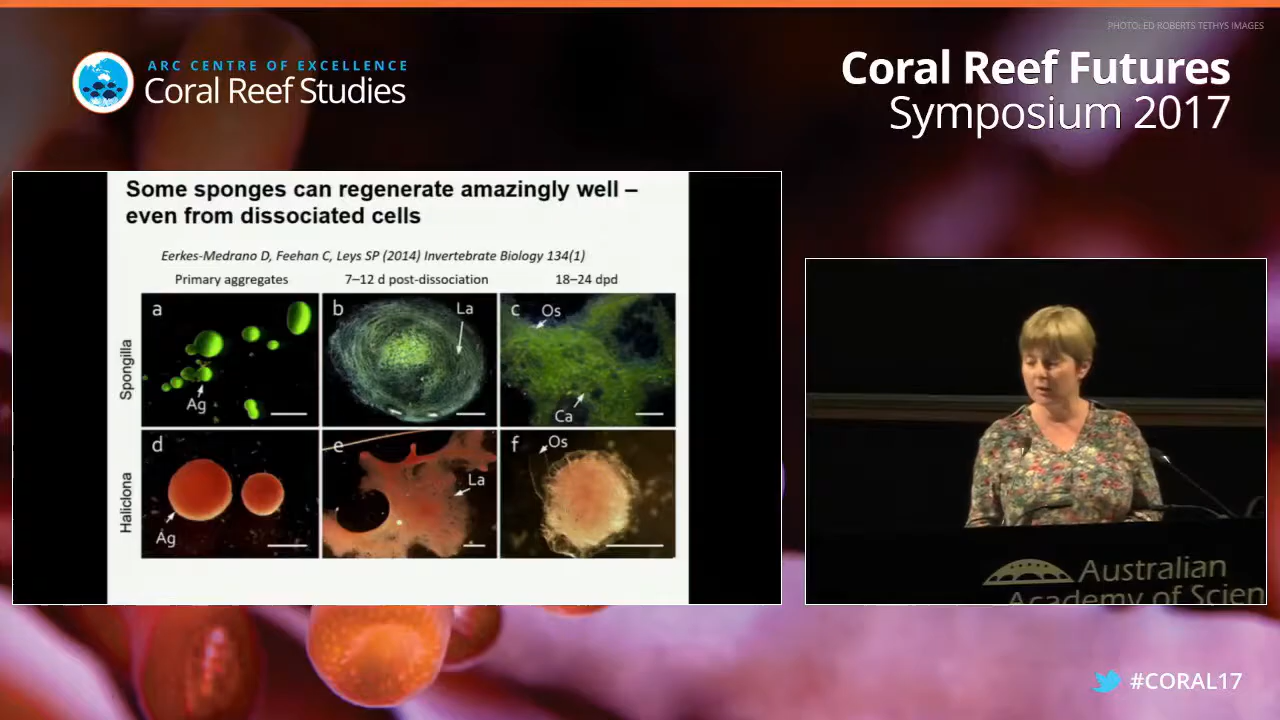 PHOTO: ED ROBERTS TETHYS IMAGES
ARC CENTRE OF EXCELLENCE
Coral Reef Studies
Coral Reef Futures
Symposium 2017
Some sponges can regenerate amazingly well –
even from dissociated cells
Eerkes-Medrano D, Feehan C, Leys SP (2014) Invertebrate Biology 134(1)
Primary aggregates 7–12 d post-dissociation 18–24 dpd
Spongilla
a
Ag
b
La
c
Os
Ca
Haliclona
d
Ag
e
La
f
Os
Australian
Academy of Scien
#CORAL17